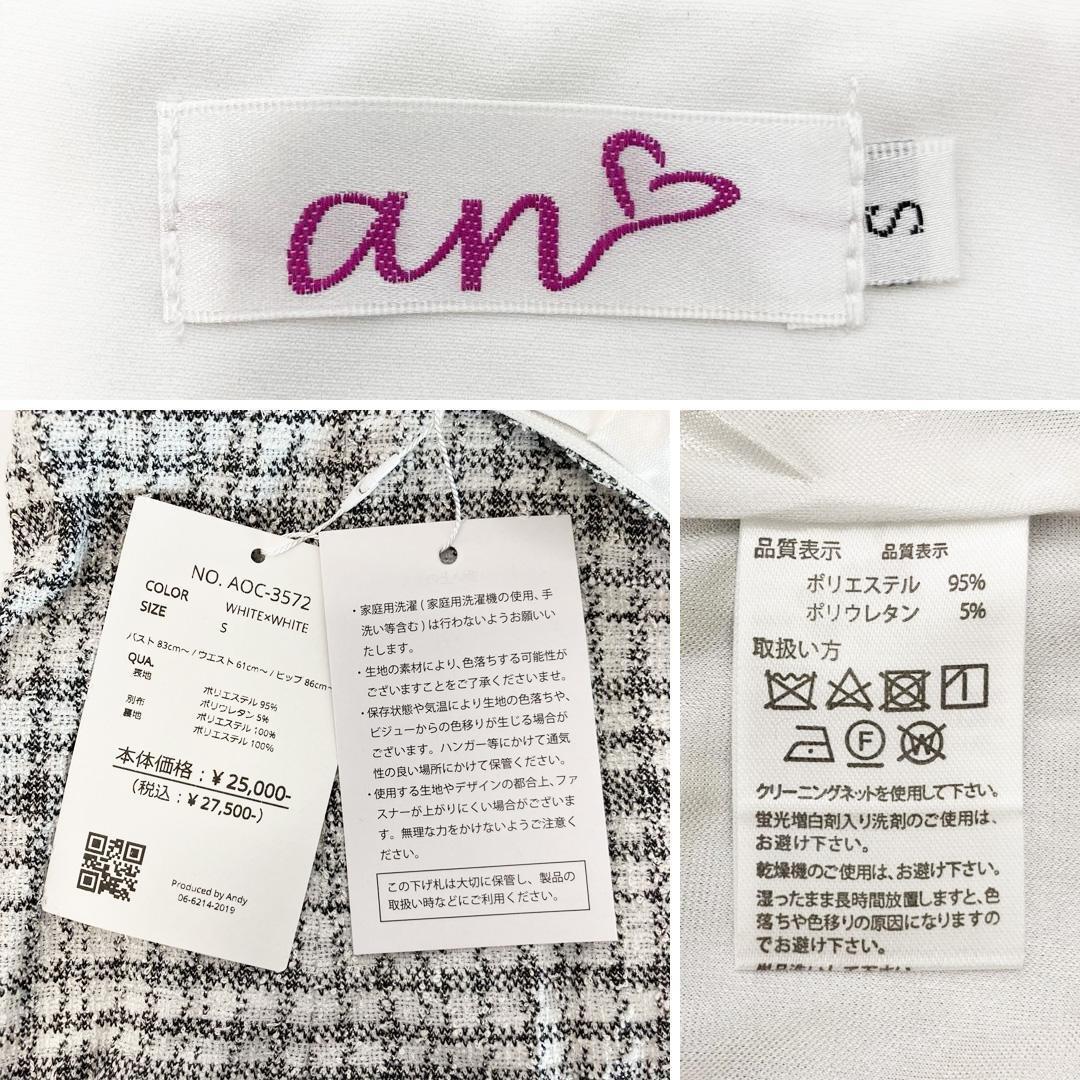 an
S
NO. AOC-3572
COLOR WHITE×WHITE
SIZE S
バスト 83cm～ / ウエスト 61cm～ / ヒップ 86cm～
QUA.
表地 ポリエステル 95%
ポリウレタン 5%
別布 ポリエステル 100%
裏地 ポリエステル 100%
本体価格：￥25,000-
(税込：￥27,500-)
Produced by Andy
06-6214-2019
・家庭用洗濯 ( 家庭用洗濯機の使用、手
洗い等含む ) は行わないようお願いい
たします。
・生地の素材により、色落ちする可能性が
ございますことをご了承くださいませ。
・保存状態や気温により生地の色落ちや、
ビジューからの色移りが生じる場合が
ございます。ハンガー等にかけて通気
性の良い場所にかけて保管ください。
・使用する生地やデザインの都合上、ファ
スナーが上がりにくい場合がございま
す。無理な力をかけないようご注意く
ださい。
この下げ札は大切に保管し、製品の
取扱い時などにご利用ください。
品質表示 品質表示
ポリエステル 95%
ポリウレタン 5%
取扱い方
F W
クリーニングネットを使用して下さい。
蛍光増白剤入り洗剤のご使用は、
お避け下さい。
乾燥機のご使用は、お避け下さい。
湿ったまま長時間放置しますと、色
落ちや色移りの原因になりますの
でお避け下さい。